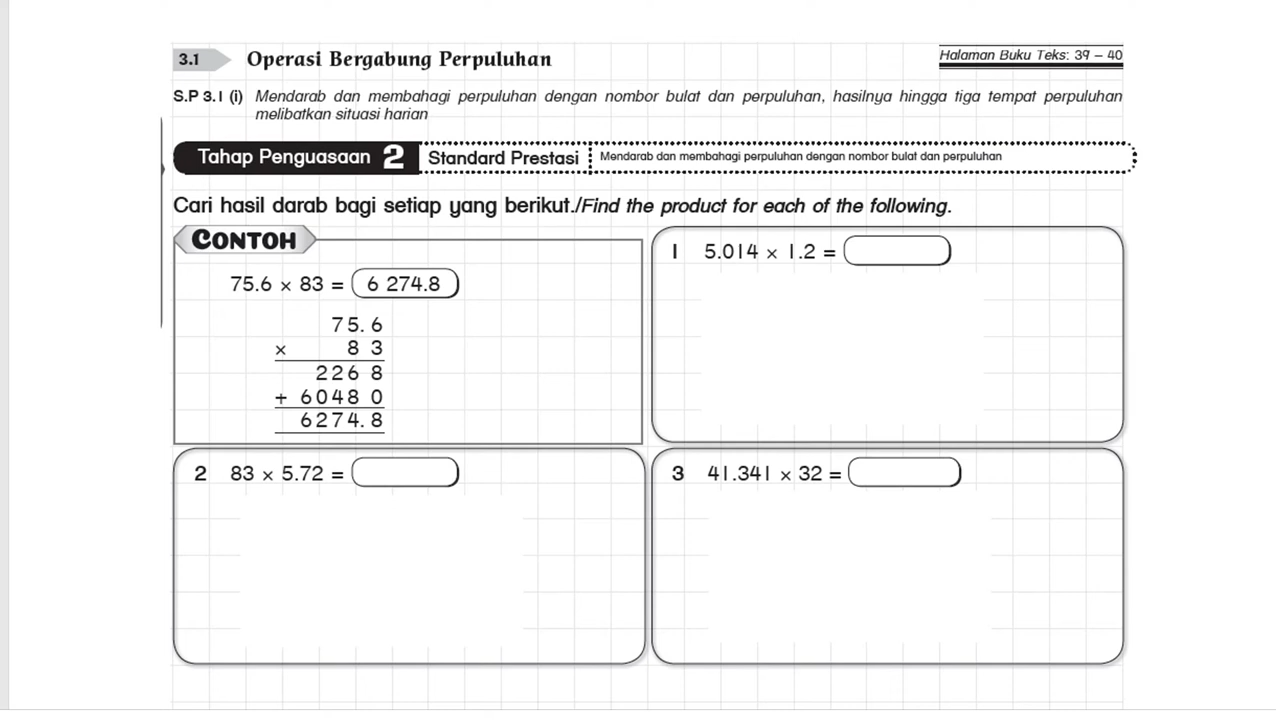 3.1 Operasi Bergabung Perpuluhan
Halaman Buku Teks: 39 – 40
S.P 3.1 (i) Mendarab dan membahagi perpuluhan dengan nombor bulat dan perpuluhan, hasilnya hingga tiga tempat perpuluhan
melibatkan situasi harian
Tahap Penguasaan 2 Standard Prestasi Mendarab dan membahagi perpuluhan dengan nombor bulat dan perpuluhan
Cari hasil darab bagi setiap yang berikut./Find the product for each of the following.
CONTOH
75.6 × 83 = 6 274.8
75.6
× 8 3
226 8
+ 6048 0
6274.8
1 5.014 × 1.2 =
2 83 × 5.72 =
3 41.341 × 32 =